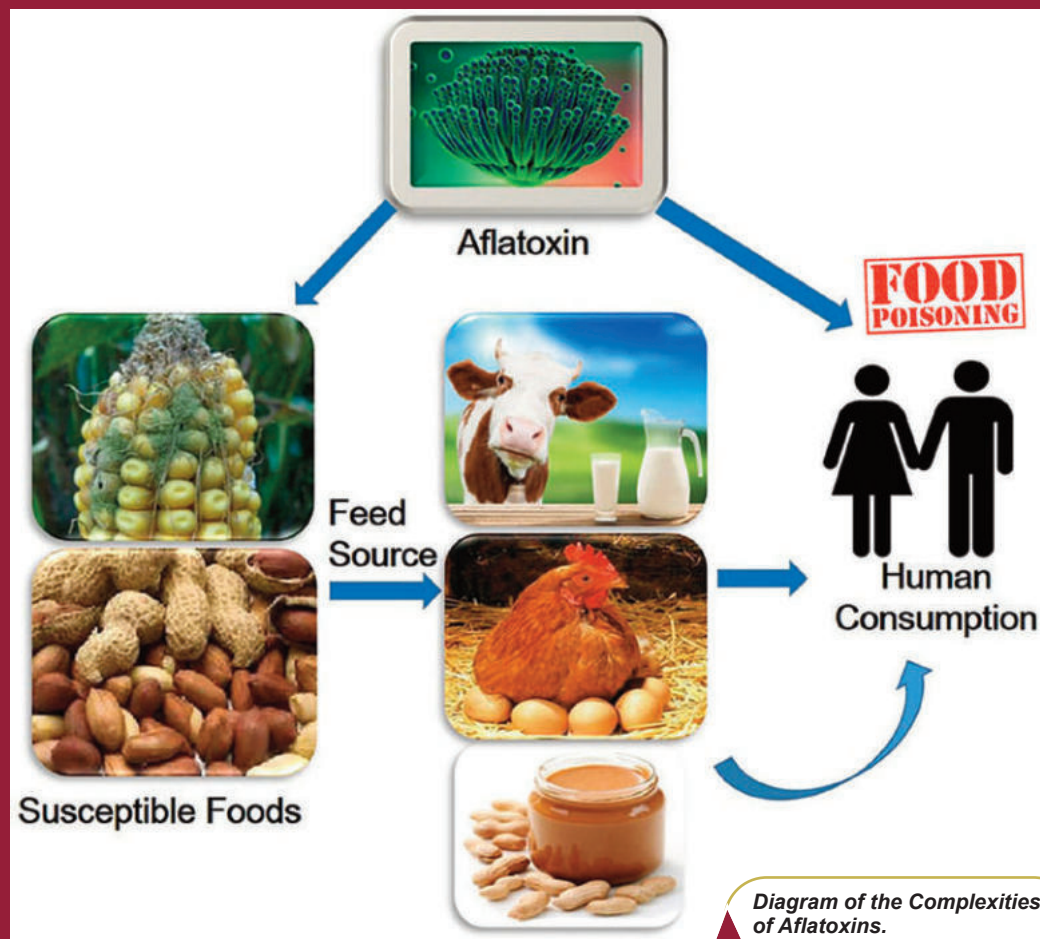 Aflatoxin
FOOD
POISONING
Feed
Source
Human
Consumption
Susceptible Foods
Diagram of the Complexities
of Aflatoxins.